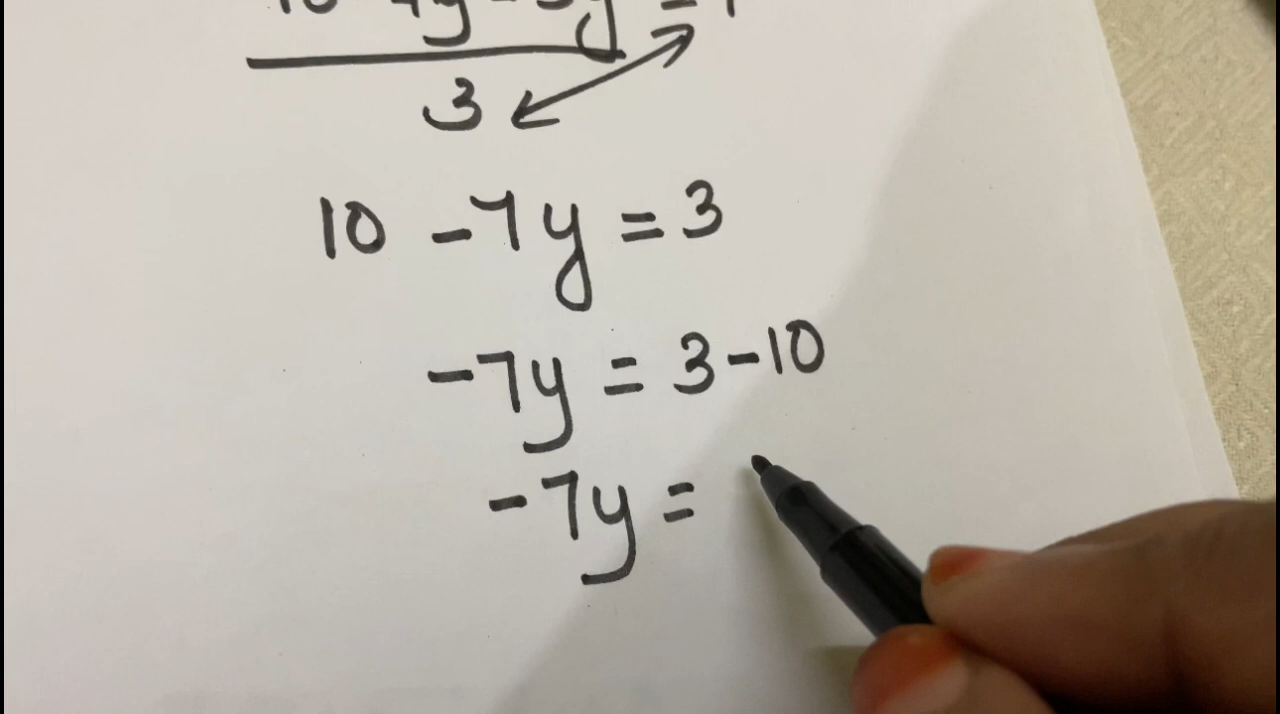 3
10 -7y = 3
-7y = 3-10
-7y =